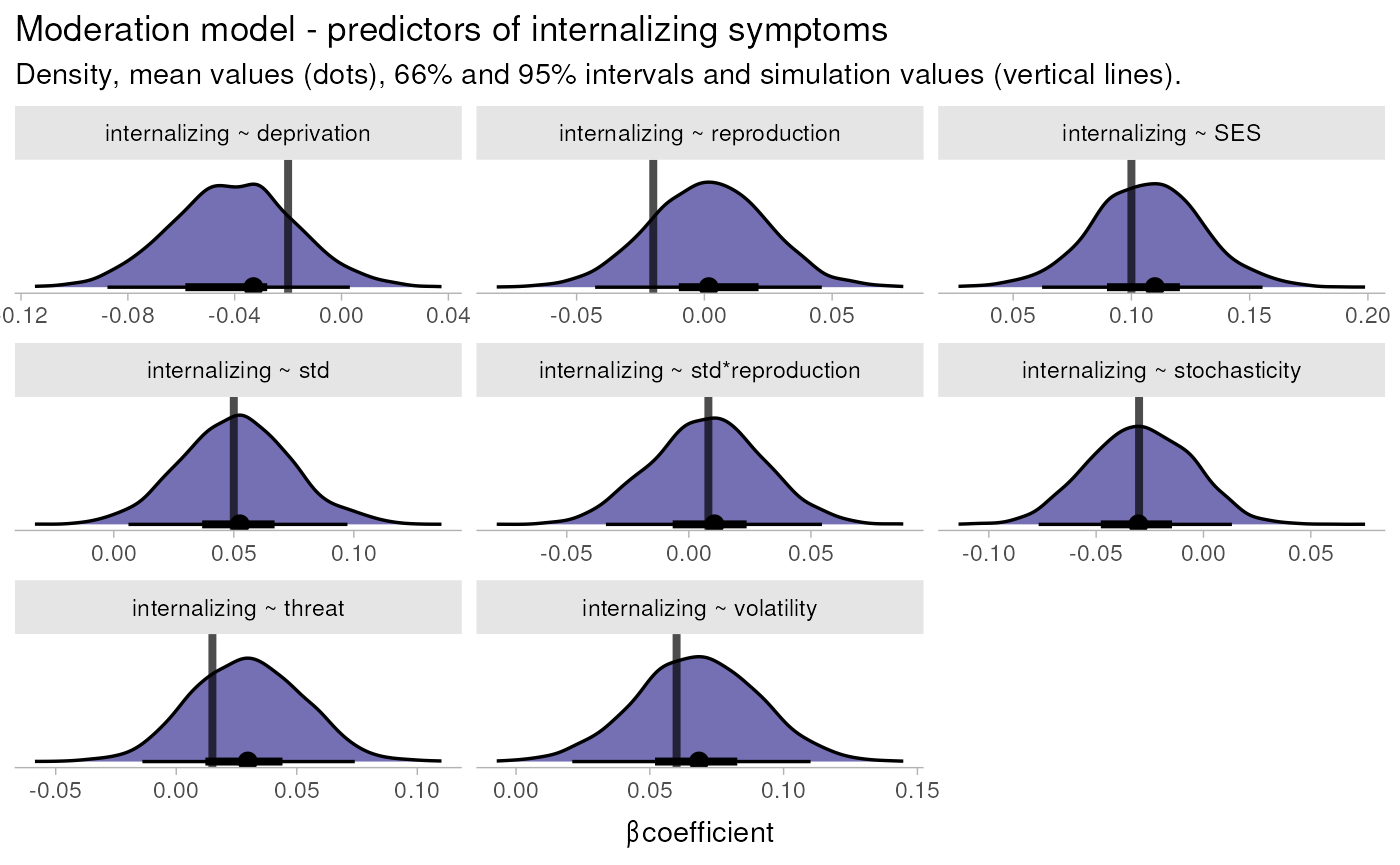 Moderation model - predictors of internalizing symptoms
Density, mean values (dots), 66% and 95% intervals and simulation values (vertical lines).
internalizing ~ deprivation
internalizing ~ reproduction
internalizing ~ SES
-0.12 -0.08 -0.04 0.00 0.04
-0.05 0.00 0.05
0.05 0.10 0.15 0.20
internalizing ~ std
internalizing ~ std*reproduction
internalizing ~ stochasticity
0.00 0.05 0.10
-0.05 0.00 0.05
-0.10 -0.05 0.00 0.05
internalizing ~ threat
internalizing ~ volatility
-0.05 0.00 0.05 0.10
0.00 0.05 0.10 0.15
βcoefficient